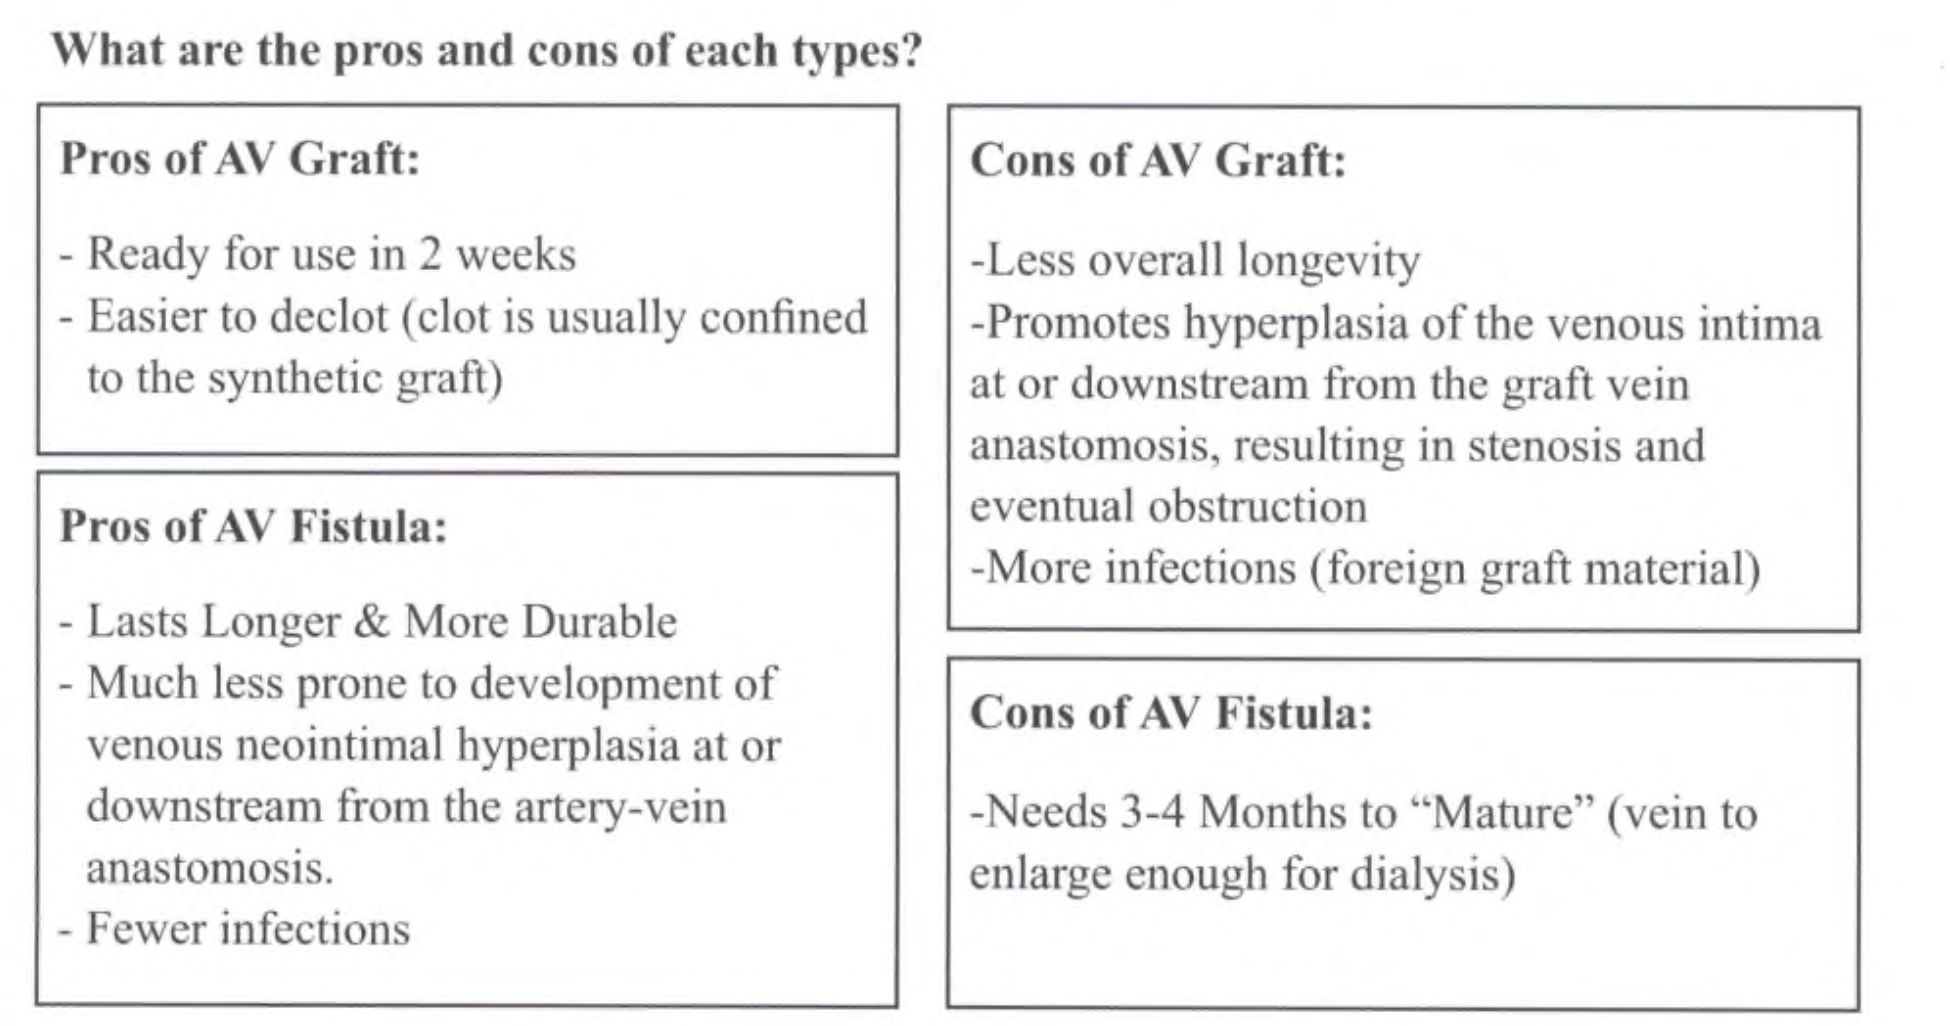 What are the pros and cons of each types?
Pros of AV Graft:
- Ready for use in 2 weeks
- Easier to declot (clot is usually confined
to the synthetic graft)
Pros of AV Fistula:
- Lasts Longer & More Durable
- Much less prone to development of
venous neointimal hyperplasia at or
downstream from the artery-vein
anastomosis.
- Fewer infections
Cons of AV Graft:
-Less overall longevity
-Promotes hyperplasia of the venous intima
at or downstream from the graft vein
anastomosis, resulting in stenosis and
eventual obstruction
-More infections (foreign graft material)
Cons of AV Fistula:
-Needs 3-4 Months to “Mature” (vein to
enlarge enough for dialysis)